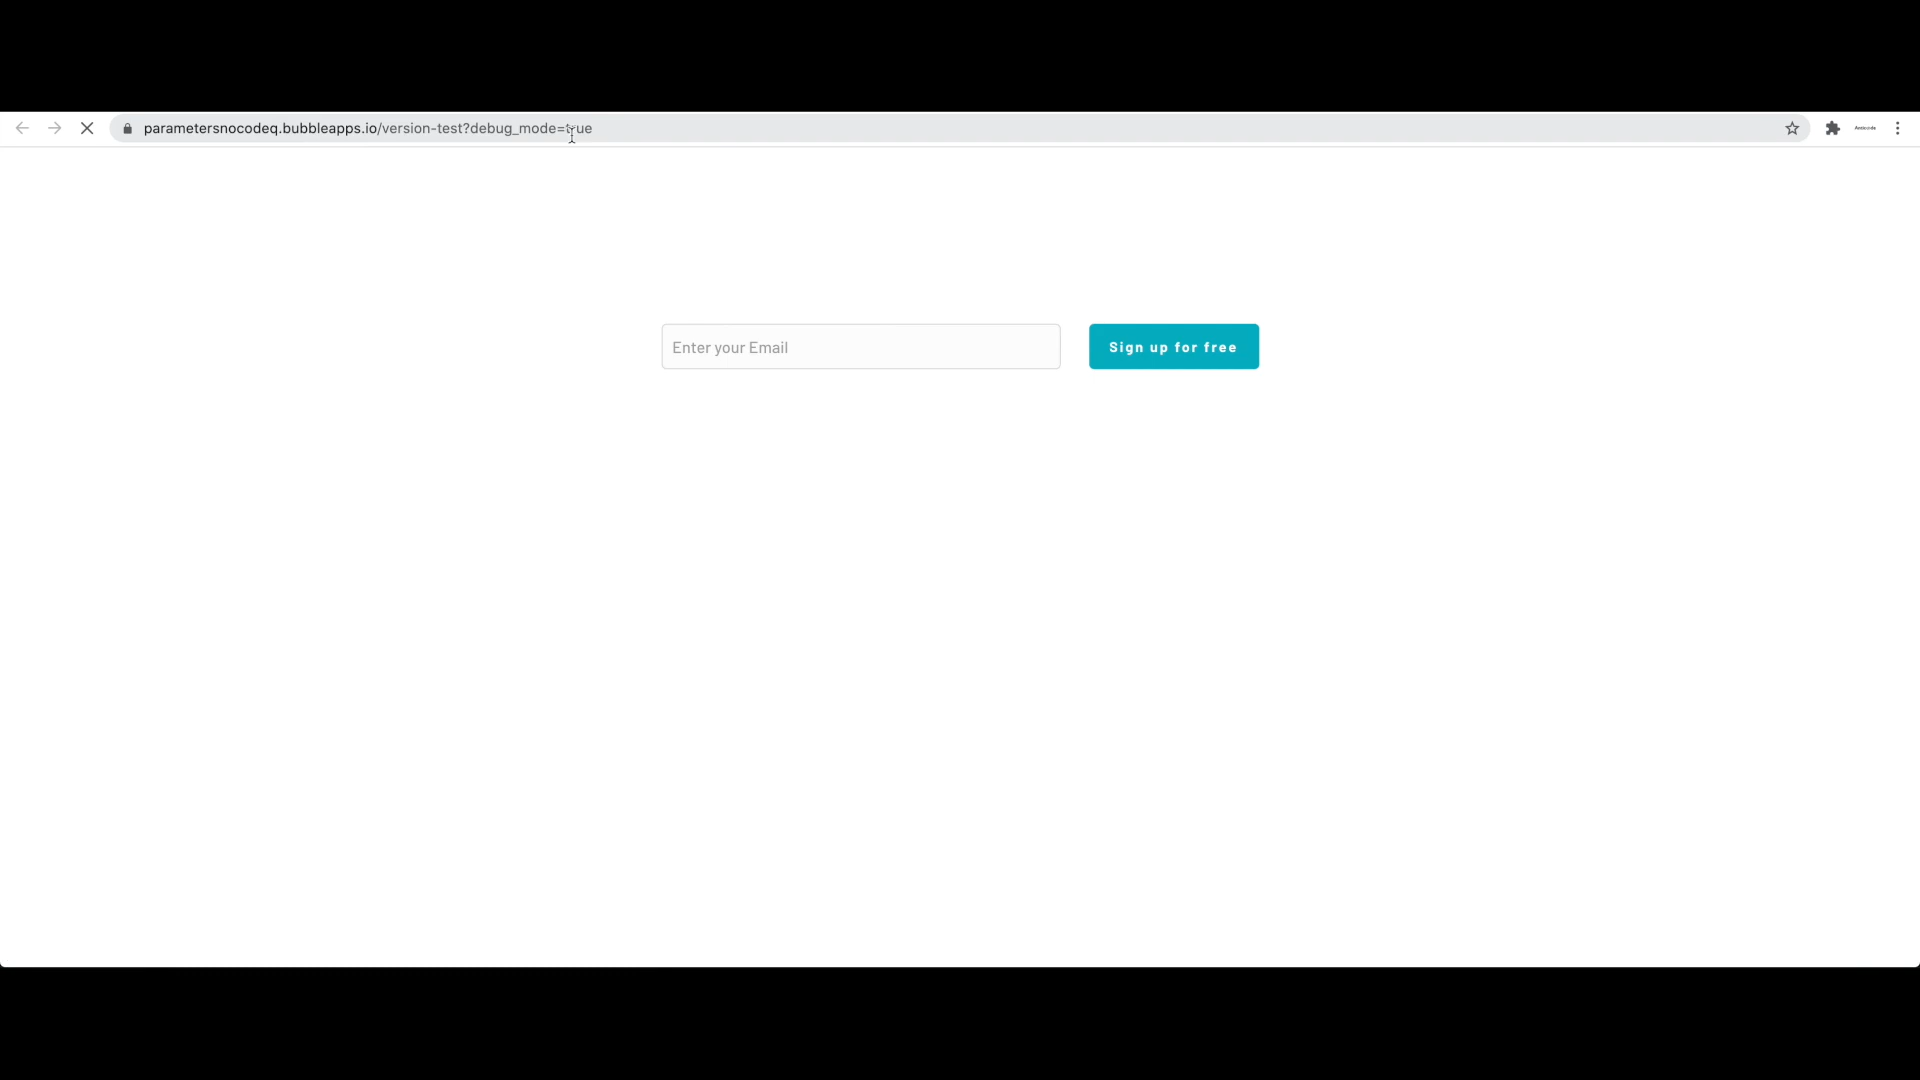 parametersnocodeq.bubbleapps.io/version-test?debug_mode=true
Enter your Email
Sign up for free